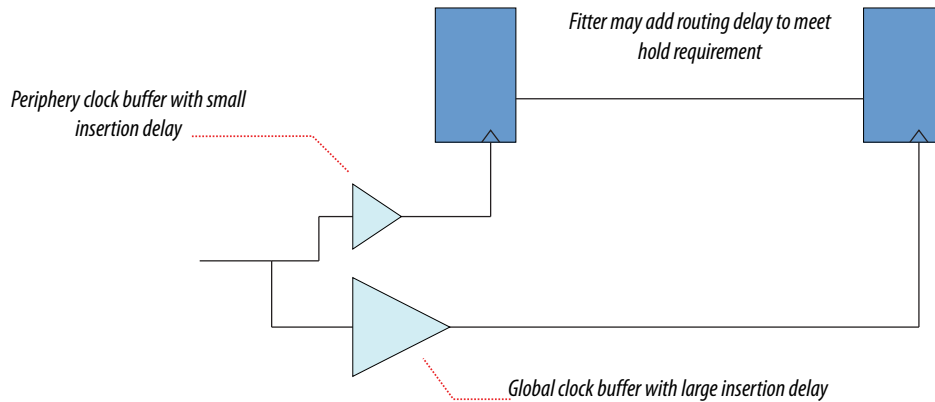 Fitter may add routing delay to meet
hold requirement
Periphery clock buffer with small
insertion delay
Global clock buffer with large insertion delay